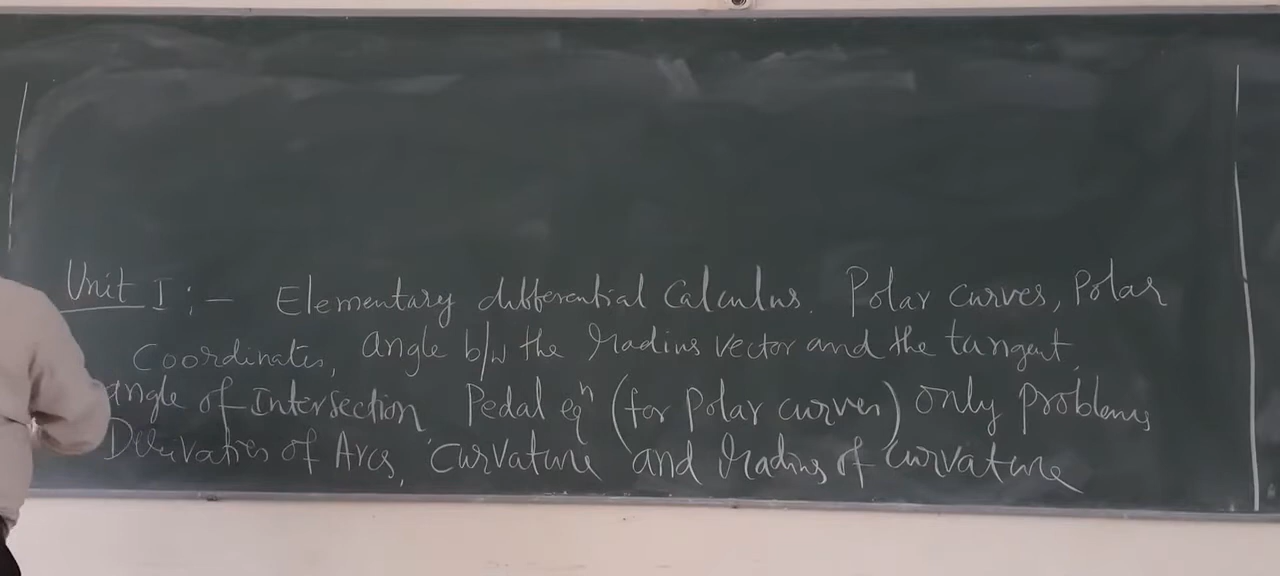 Unit I :- Elementary differential Calculus. Polar curves, Polar
Coordinates, angle b/w the radius vector and the tangent,
angle of Intersection Pedal eqⁿ (for Polar curves) only problems
Derivaties of Arcs, Curvature and radius of Curvature